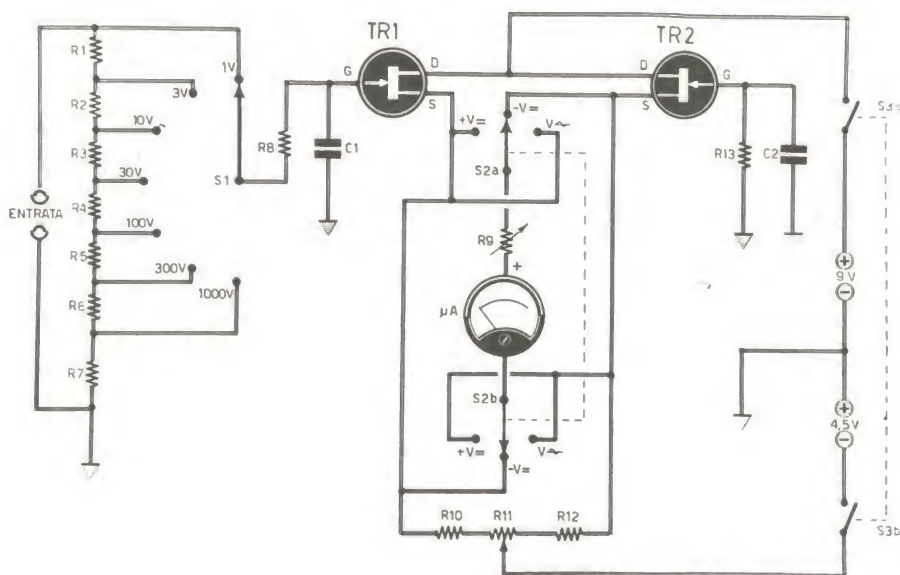 TR1
TR2
R1
1V
G
D
S
D
S
G
3V
R2
10V
R3
30V
R4
ENTRATA
100V
R5
300V
R6
1000V
R7
S1
R8
C1
+V=
-V=
V~
S2a
R9
+
µA
S2b
+V=
-V=
V~
R10
R11
R12
R13
C2
+
9V
−
+
4,5V
−
S3b